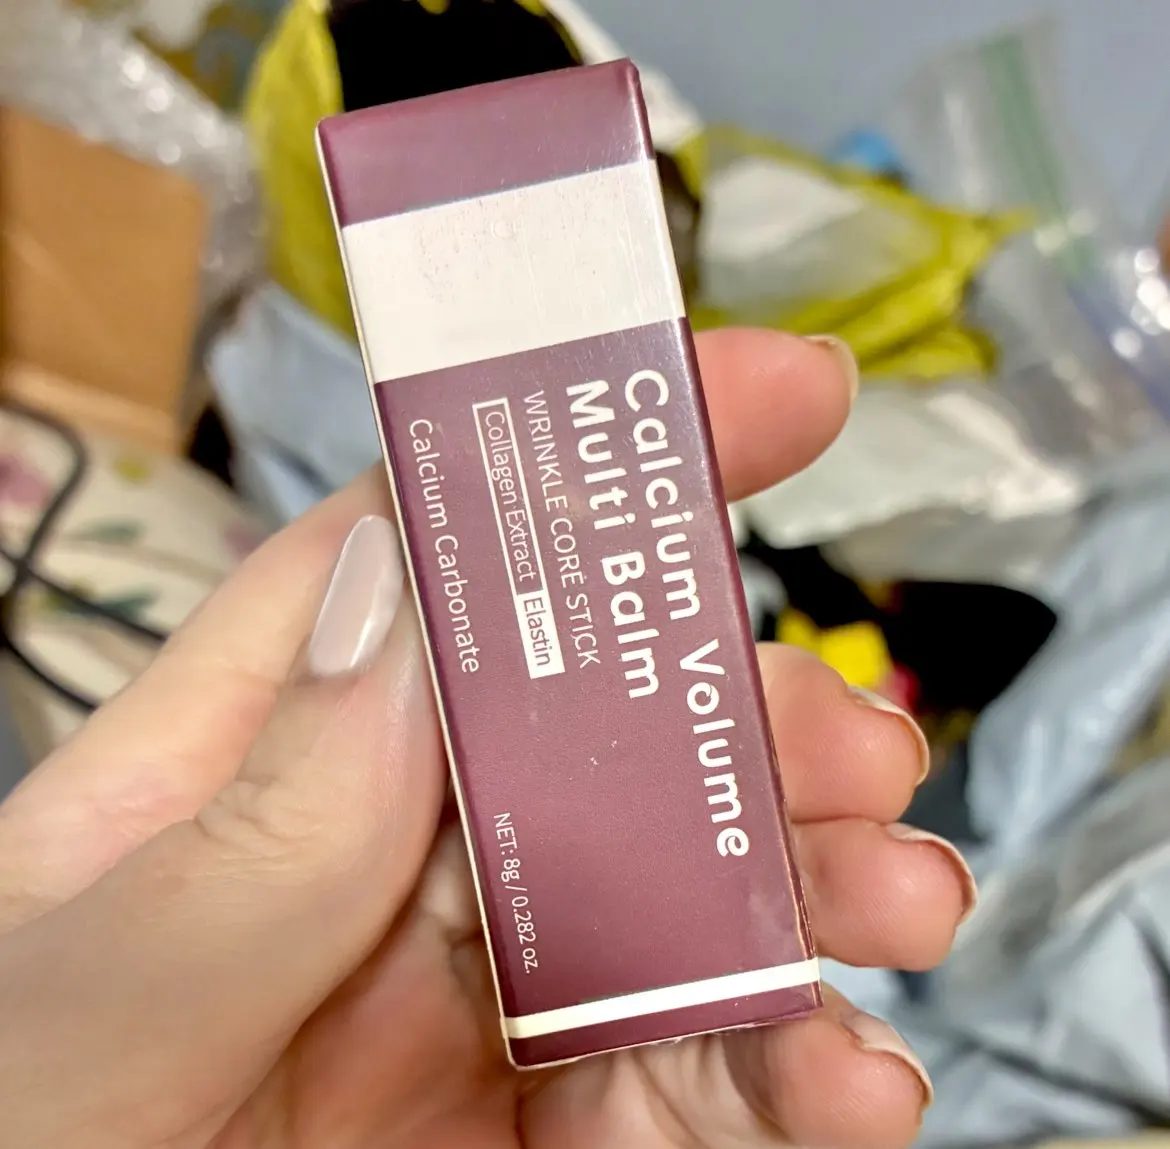 Calcium Volume
Multi Balm
WRINKLE CORE STICK
Collagen Extract Elastin
Calcium Carbonate
NET: 8g / 0.282 oz.